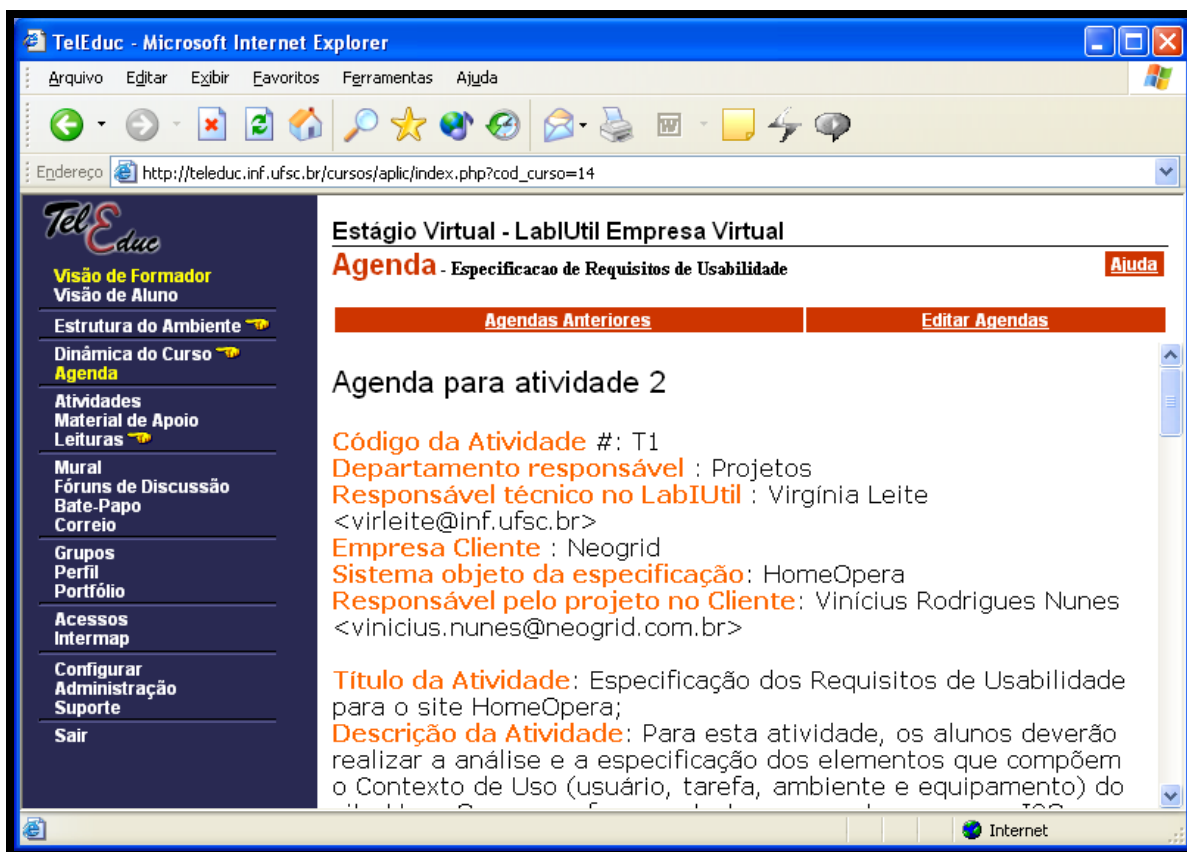 TelEduc - Microsoft Internet Explorer
Arquivo Editar Exibir Favoritos Ferramentas Ajuda
Endereço http://teleduc.inf.ufsc.br/cursos/aplic/index.php?cod_curso=14
TelEduc
Visão de Formador
Visão de Aluno
Estrutura do Ambiente
Dinâmica do Curso
Agenda
Atividades
Material de Apoio
Leituras
Mural
Fóruns de Discussão
Bate-Papo
Correio
Grupos
Perfil
Portfólio
Acessos
Intermap
Configurar
Administração
Suporte
Sair
Estágio Virtual - LabIUtil Empresa Virtual
Agenda - Especificacao de Requisitos de Usabilidade
Ajuda
Agendas Anteriores Editar Agendas
Agenda para atividade 2
Código da Atividade #: T1
Departamento responsável : Projetos
Responsável técnico no LabIUtil : Virgínia Leite
<virleite@inf.ufsc.br>
Empresa Cliente : Neogrid
Sistema objeto da especificação: HomeOpera
Responsável pelo projeto no Cliente: Vinícius Rodrigues Nunes
<vinicius.nunes@neogrid.com.br>
Título da Atividade: Especificação dos Requisitos de Usabilidade
para o site HomeOpera;
Descrição da Atividade: Para esta atividade, os alunos deverão
realizar a análise e a especificação dos elementos que compõem
o Contexto de Uso (usuário, tarefa, ambiente e equipamento) do
Internet